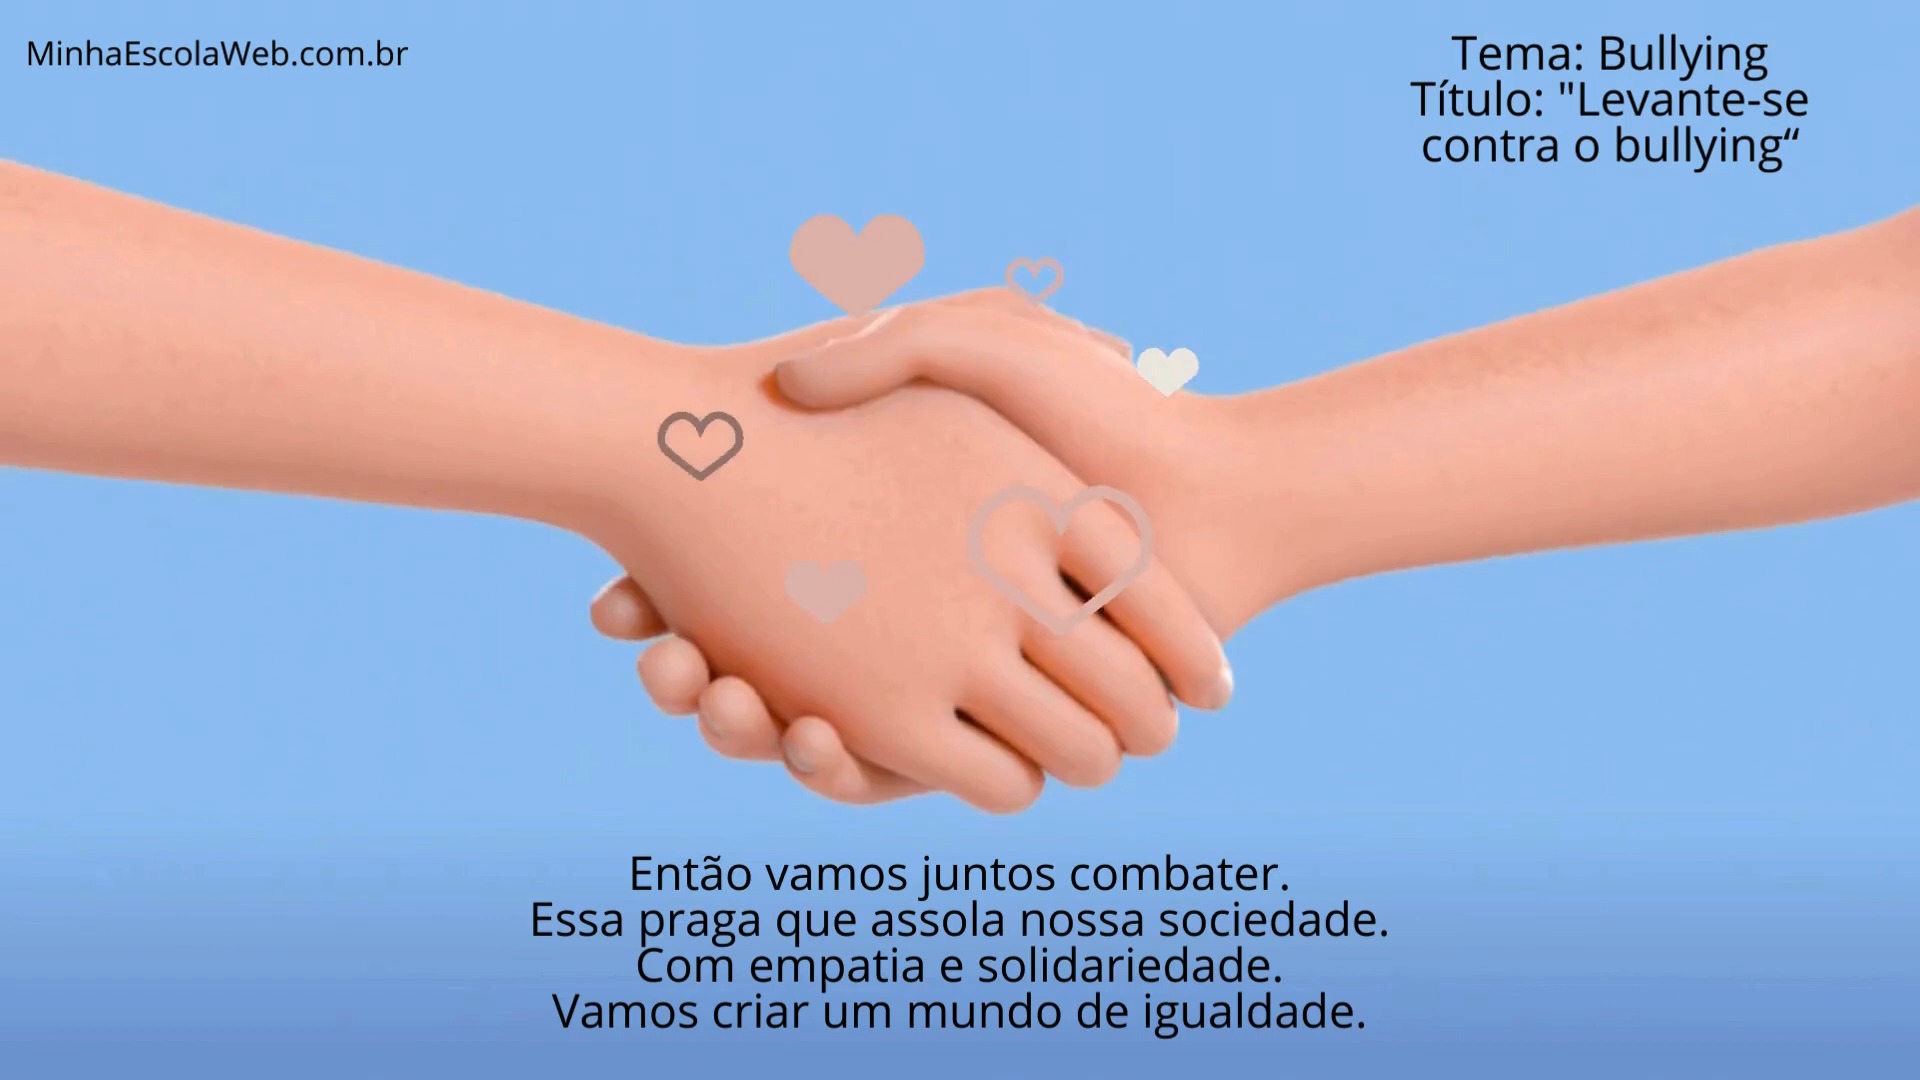 MinhaEscolaWeb.com.br
Tema: Bullying
Título: "Levante-se
contra o bullying“
Então vamos juntos combater.
Essa praga que assola nossa sociedade.
Com empatia e solidariedade.
Vamos criar um mundo de igualdade.